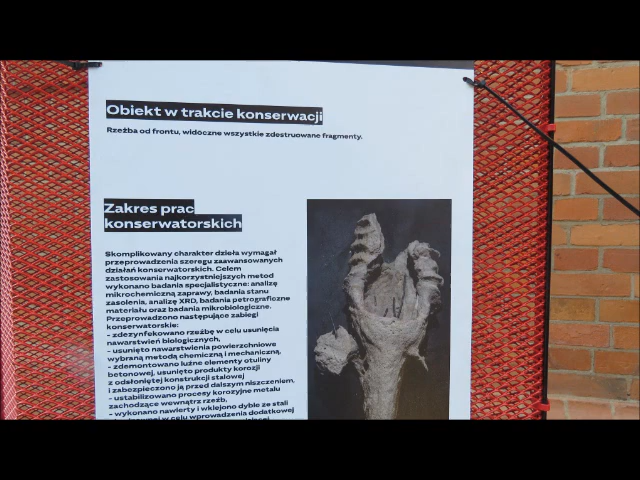 Obiekt w trakcie konserwacji
Rzeźba od frontu, widoczne wszystkie zdestruowane fragmenty.
Zakres prac
konserwatorskich
Skomplikowany charakter dzieła wymagał
przeprowadzenia szeregu zaawansowanych
działań konserwatorskich. Celem
zastosowania najkorzystniejszych metod
wykonano badania specjalistyczne: analizę
mikrochemiczną zaprawy, badania stanu
zasolenia, analizę XRD, badania petrograficzne
materiału oraz badania mikrobiologiczne.
Przeprowadzono następujące zabiegi
konserwatorskie:
- zdezynfekowano rzeźbę w celu usunięcia
nawarstwień biologicznych,
- usunięto nawarstwienia powierzchniowe
wybraną metodą chemiczną i mechaniczną,
- zdemontowano luźne elementy otuliny
betonowej, usunięto produkty korozji
z odsłoniętej konstrukcji stalowej
i zabezpieczono ją przed dalszym niszczeniem,
- ustabilizowano procesy korozyjne metalu
zachodzące wewnątrz rzeźb,
- wykonano nawierty i wklejono dyble ze stali
w celu wprowadzenia dodatkowej